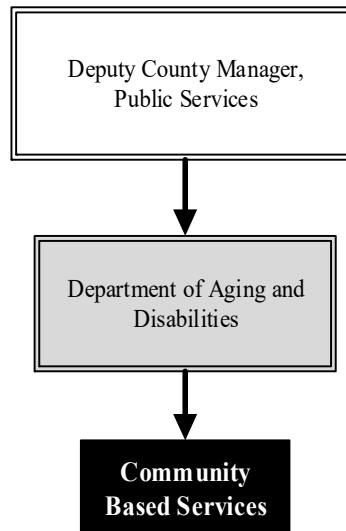 Deputy County Manager,
Public Services
Department of Aging and
Disabilities
Community
Based Services